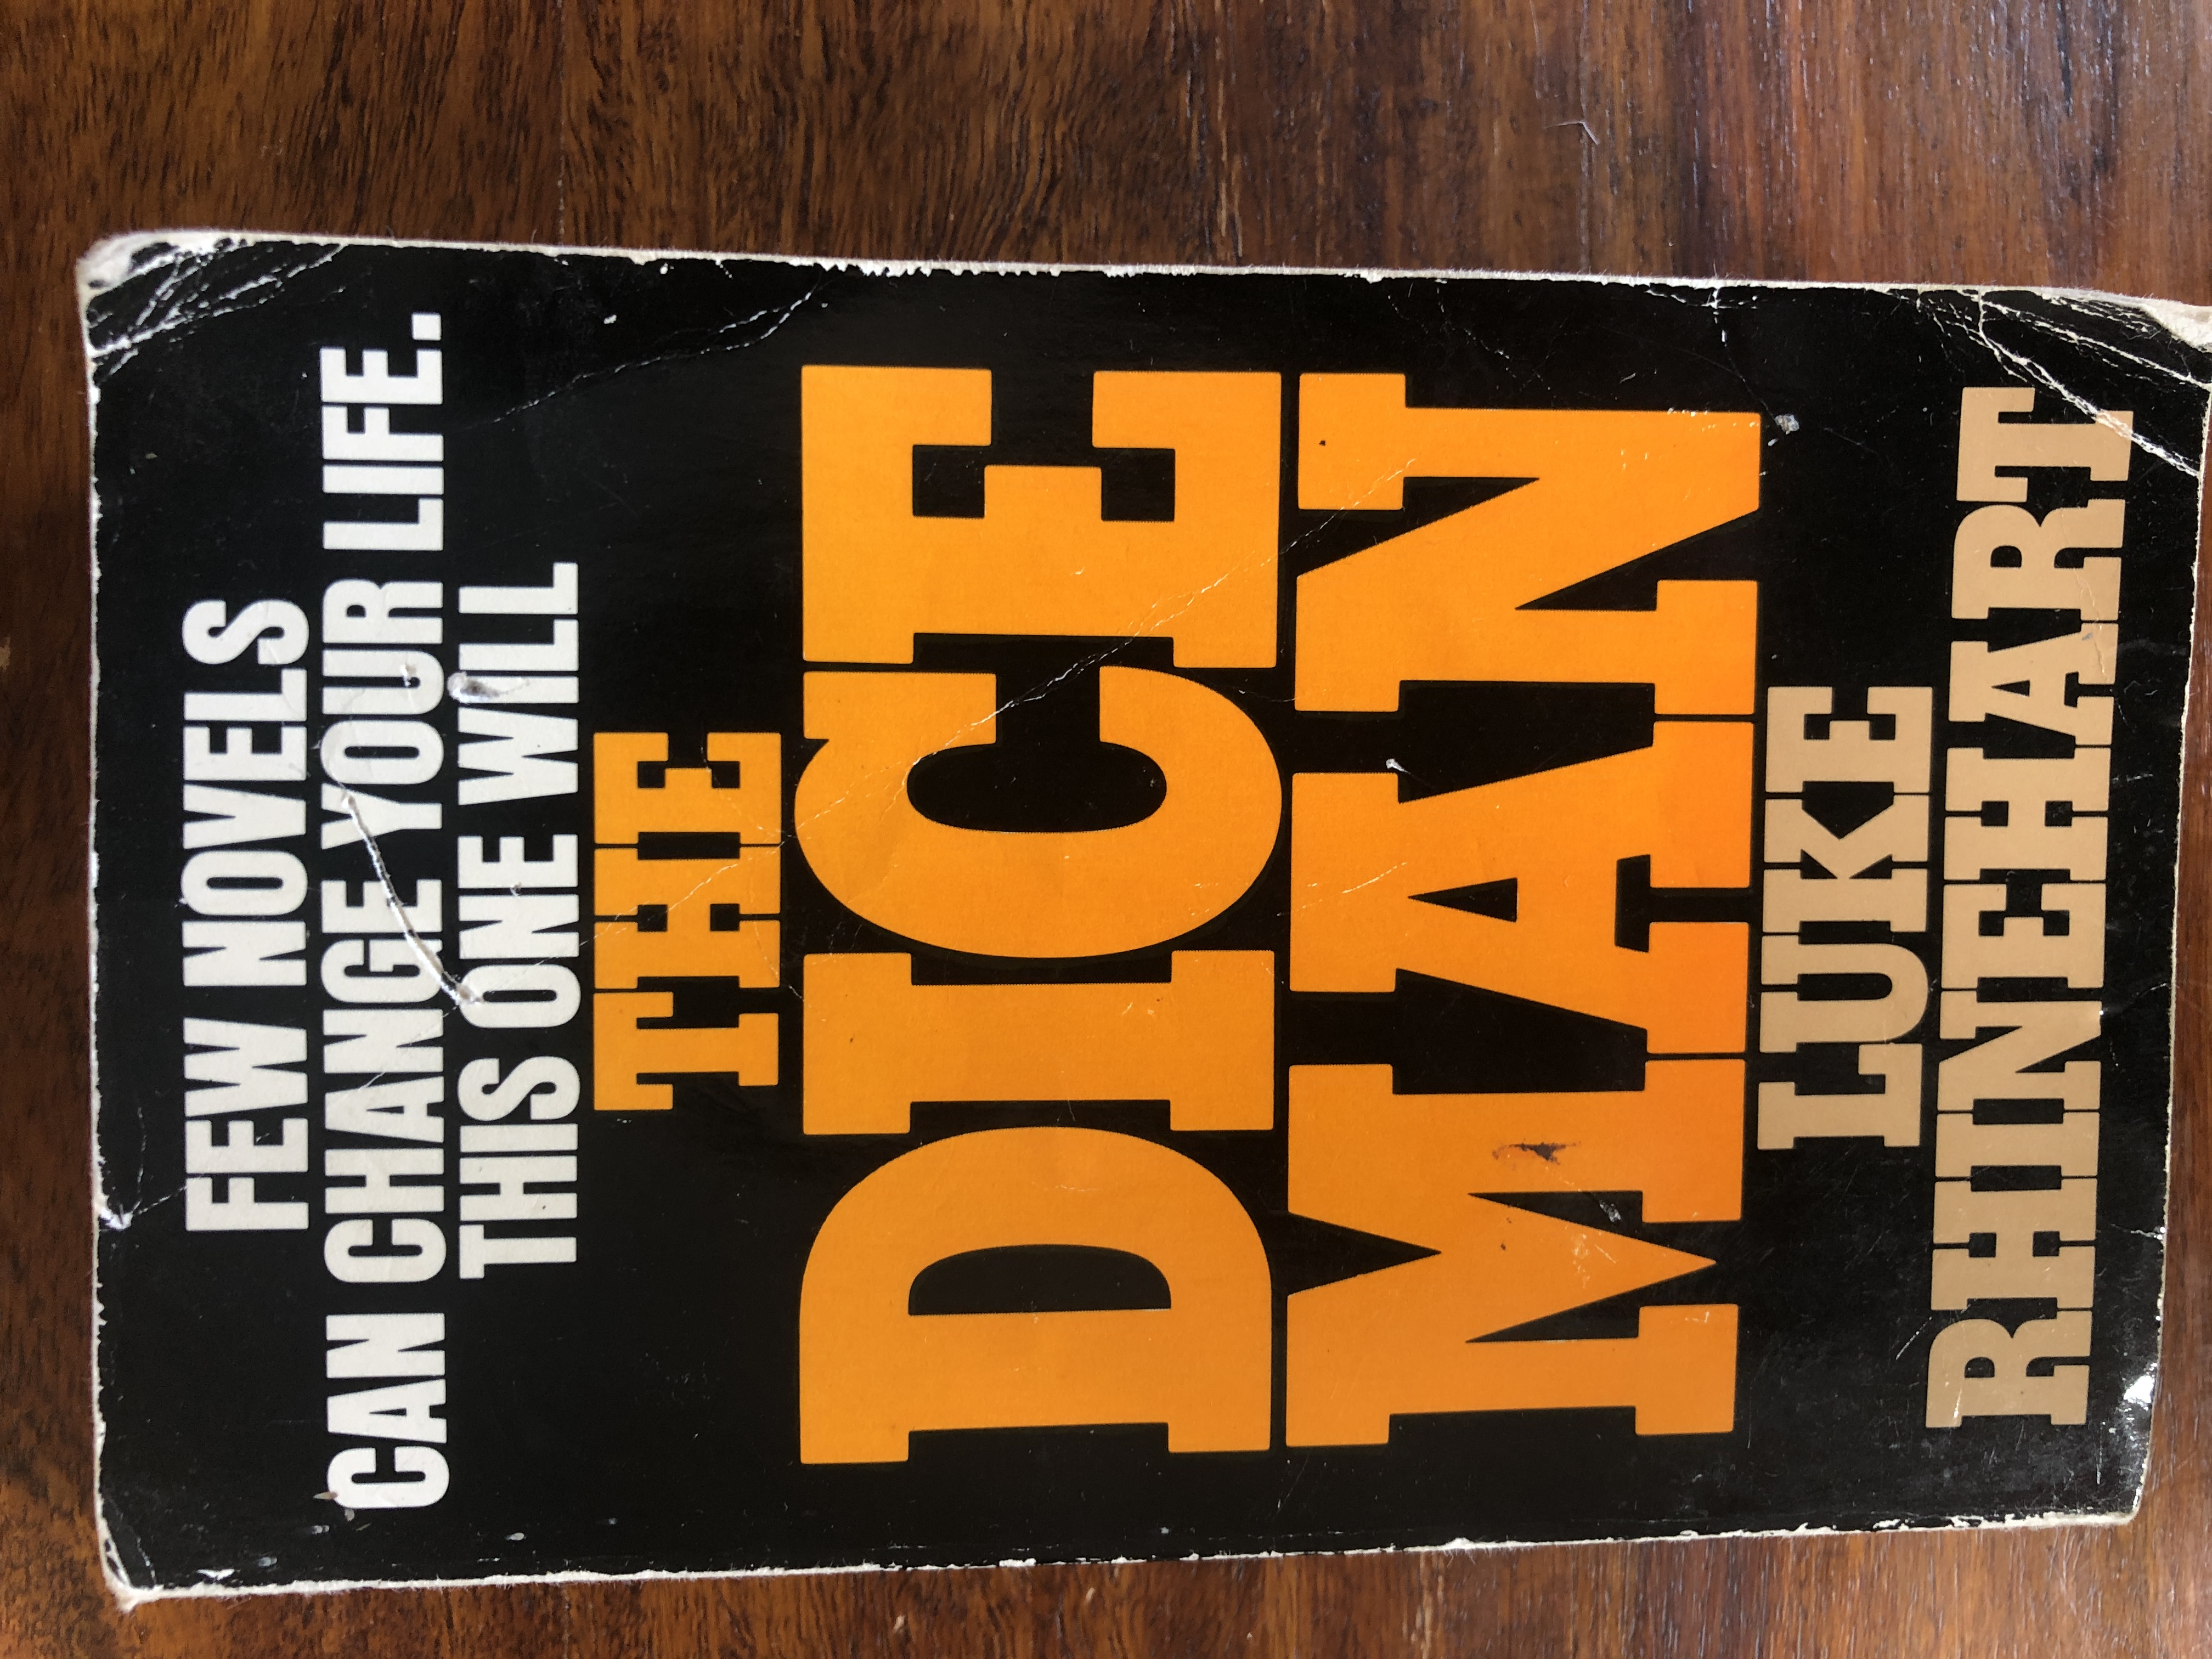 FEW NOVELS
CAN CHANGE YOUR LIFE.
THIS ONE WILL
THE
DICE
MAN
LUKE
RHINEHART